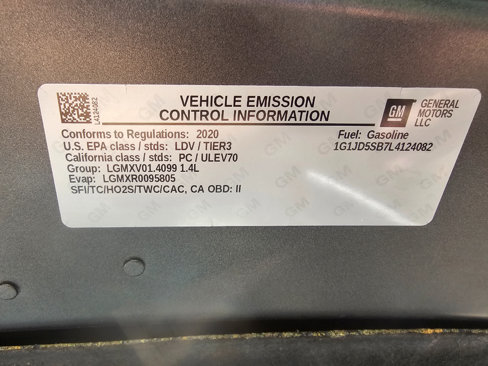 VEHICLE EMISSION
CONTROL INFORMATION
GM
GENERAL
MOTORS
LLC
Conforms to Regulations: 2020
Fuel: Gasoline
U.S. EPA class / stds: LDV / TIER3
1G1JD5SB7L4124082
California class / stds: PC / ULEV70
Group: LGMXV01.4099 1.4L
Evap: LGMXR0095805
SFI/TC/HO2S/TWC/CAC, CA OBD: II